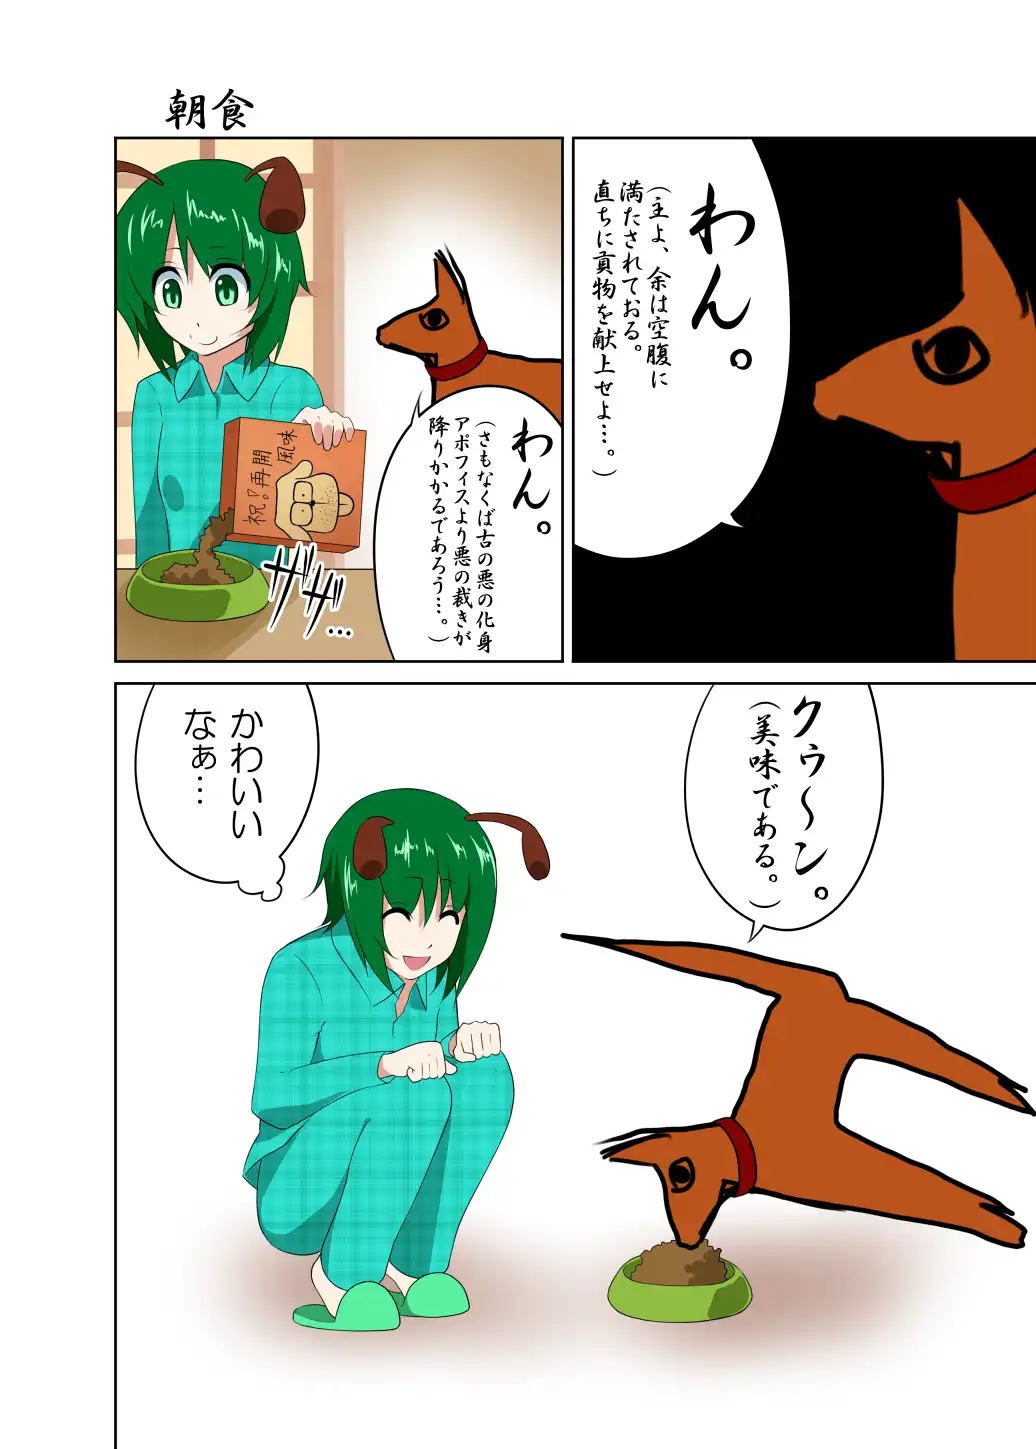 朝食
わん。
(主よ、余は空腹に
満たされておる。
直ちに貢物を献上せよ…。)
わん。
(さもなくば古の悪の化身
アポフィスより悪の裁きが
降りかかるであろう…。)
祝!再開
。風味
ザザ…
クゥ〜ン。
(美味である。)
かわいい
なぁ…